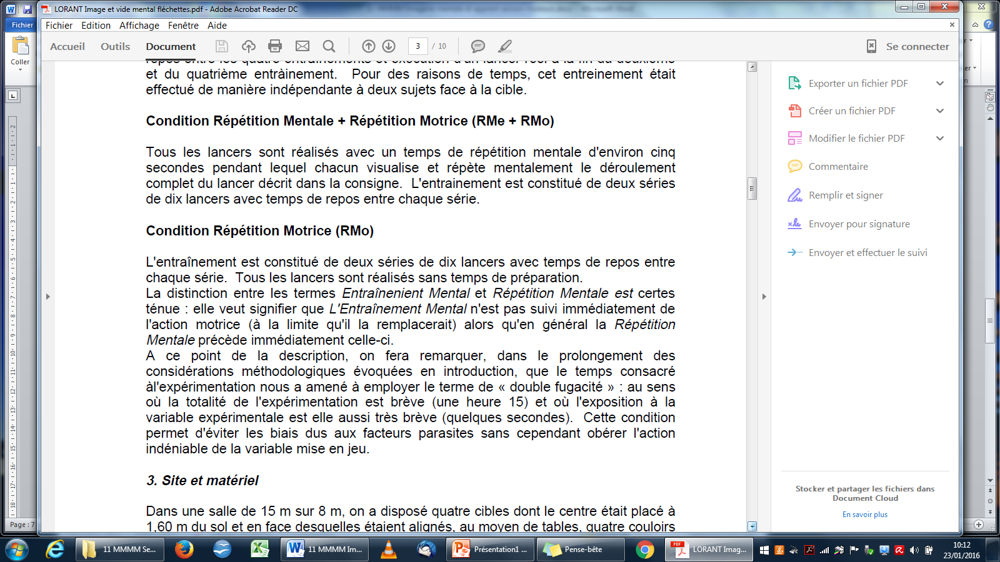 LORANT Image et vide mental fléchettes.pdf - Adobe Acrobat Reader DC
Fichier
Fichier Edition Affichage Fenêtre Aide
Accueil Outils Document 3 / 10 Se connecter
Coller
et du quatrième entràinement. Pour des raisons de temps, cet entreinement était
effectué de manière indépendante à deux sujets face à la cible.
Condition Répétition Mentale + Répétition Motrice (RMe + RMo)
Tous les lancers sont réalisés avec un temps de répétition mentale d'environ cinq
secondes pendant lequel chacun visualise et répète mentalement le déroulement
complet du lancer décrit dans la consigne. L'entrainement est constitué de deux séries
de dix lancers avec temps de repos entre chaque série.
Condition Répétition Motrice (RMo)
L'entraînement est constitué de deux séries de dix lancers avec temps de repos entre
chaque série. Tous les lancers sont réalisés sans temps de préparation.
La distinction entre les termes Entraînenient Mental et Répétition Mentale est certes
ténue : elle veut signifier que L'Entraînement Mental n'est pas suivi immédiatement de
l'action motrice (à la limite qu'il la remplacerait) alors qu'en général la Répétition
Mentale précède immédiatement celle-ci.
A ce point de la description, on fera remarquer, dans le prolongement des
considérations méthodologiques évoquées en introduction, que le temps consacré
àl'expérimentation nous a amené à employer le terme de « double fugacité » : au sens
où la totalité de l'expérimentation est brève (une heure 15) et où l'exposition à la
variable expérimentale est elle aussi très brève (quelques secondes). Cette condition
permet d'éviter les biais dus aux facteurs parasites sans cependant obérer l'action
indéniable de la variable mise en jeu.
3. Site et matériel
Dans une salle de 15 m sur 8 m, on a disposé quatre cibles dont le centre était placé à
1,60 m du sol et en face desquelles étaient alignés, au moyen de tables, quatre couloirs
Exporter un fichier PDF
Créer un fichier PDF
Modifier le fichier PDF
Commentaire
Remplir et signer
Envoyer pour signature
Envoyer et effectuer le suivi
Stocker et partager les fichiers dans
Document Cloud
En savoir plus
Page : 7
11 MMMM Se... 11 MMMM Im... Présentation1 ... Pense-bête LORANT Imag...
10:12
23/01/2016